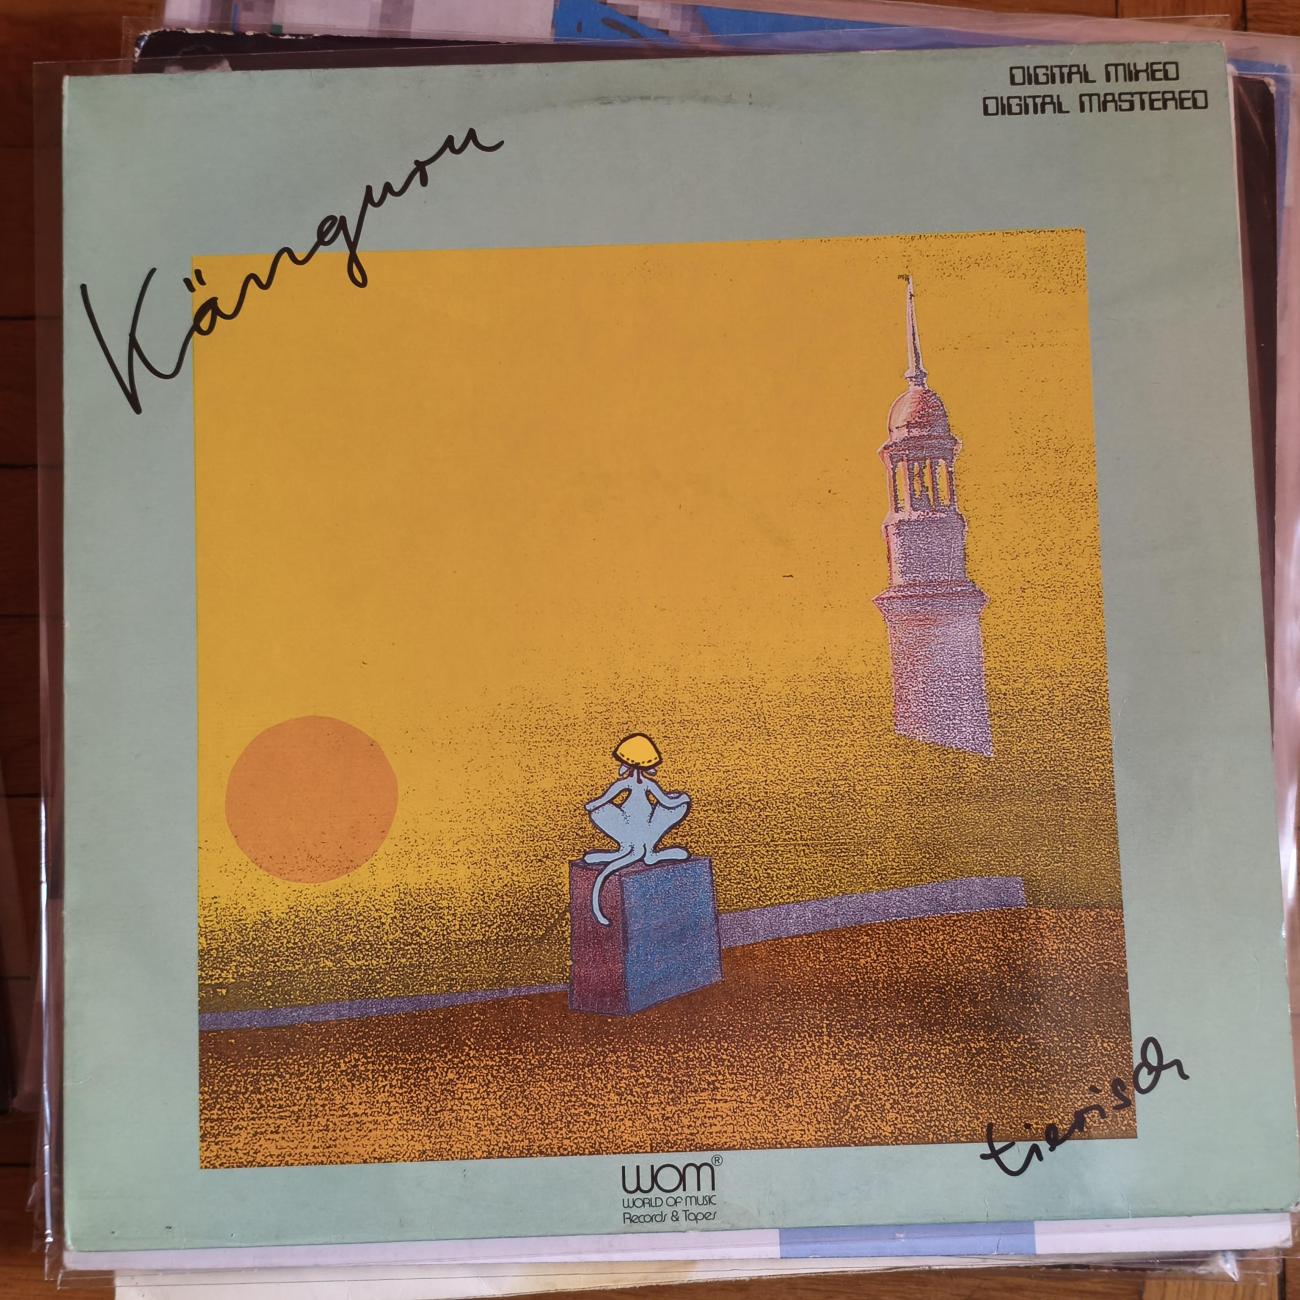 DIGITAL MIXED
DIGITAL MASTERED
Känguru
tierisch
WOM®
WORLD OF MUSIC
Records & Tapes